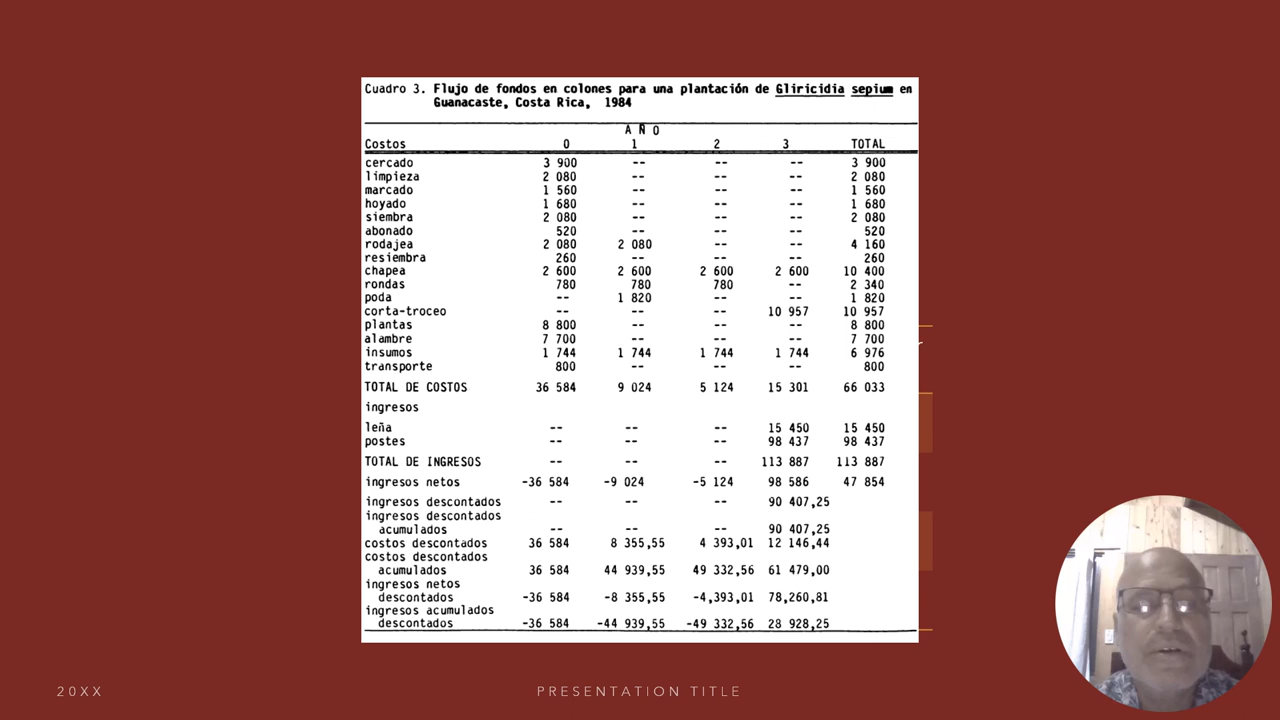 Cuadro 3. Flujo de fondos en colones para una plantación de Gliricidia sepium en
Guanacaste, Costa Rica, 1984
AÑO
Costos 0 1 2 3 TOTAL
cercado 3 900 -- -- -- 3 900
limpieza 2 080 -- -- -- 2 080
marcado 1 560 -- -- -- 1 560
hoyado 1 680 -- -- -- 1 680
siembra 2 080 -- -- -- 2 080
abonado 520 -- -- -- 520
rodajea 2 080 2 080 -- -- 4 160
resiembra 260 -- -- -- 260
chapea 2 600 2 600 2 600 2 600 10 400
rondas 780 780 780 -- 2 340
poda -- 1 820 -- -- 1 820
corta-troceo -- -- -- 10 957 10 957
plantas 8 800 -- -- -- 8 800
alambre 7 700 -- -- -- 7 700
insumos 1 744 1 744 1 744 1 744 6 976
transporte 800 -- -- -- 800
TOTAL DE COSTOS 36 584 9 024 5 124 15 301 66 033
ingresos
leña -- -- -- 15 450 15 450
postes -- -- -- 98 437 98 437
TOTAL DE INGRESOS -- -- -- 113 887 113 887
ingresos netos -36 584 -9 024 -5 124 98 586 47 854
ingresos descontados -- -- -- 90 407,25
ingresos descontados
acumulados -- -- -- 90 407,25
costos descontados 36 584 8 355,55 4 393,01 12 146,44
costos descontados
acumulados 36 584 44 939,55 49 332,56 61 479,00
ingresos netos
descontados -36 584 -8 355,55 -4,393,01 78,260,81
ingresos acumulados
descontados -36 584 -44 939,55 -49 332,56 28 928,25
20XX
PRESENTATION TITLE